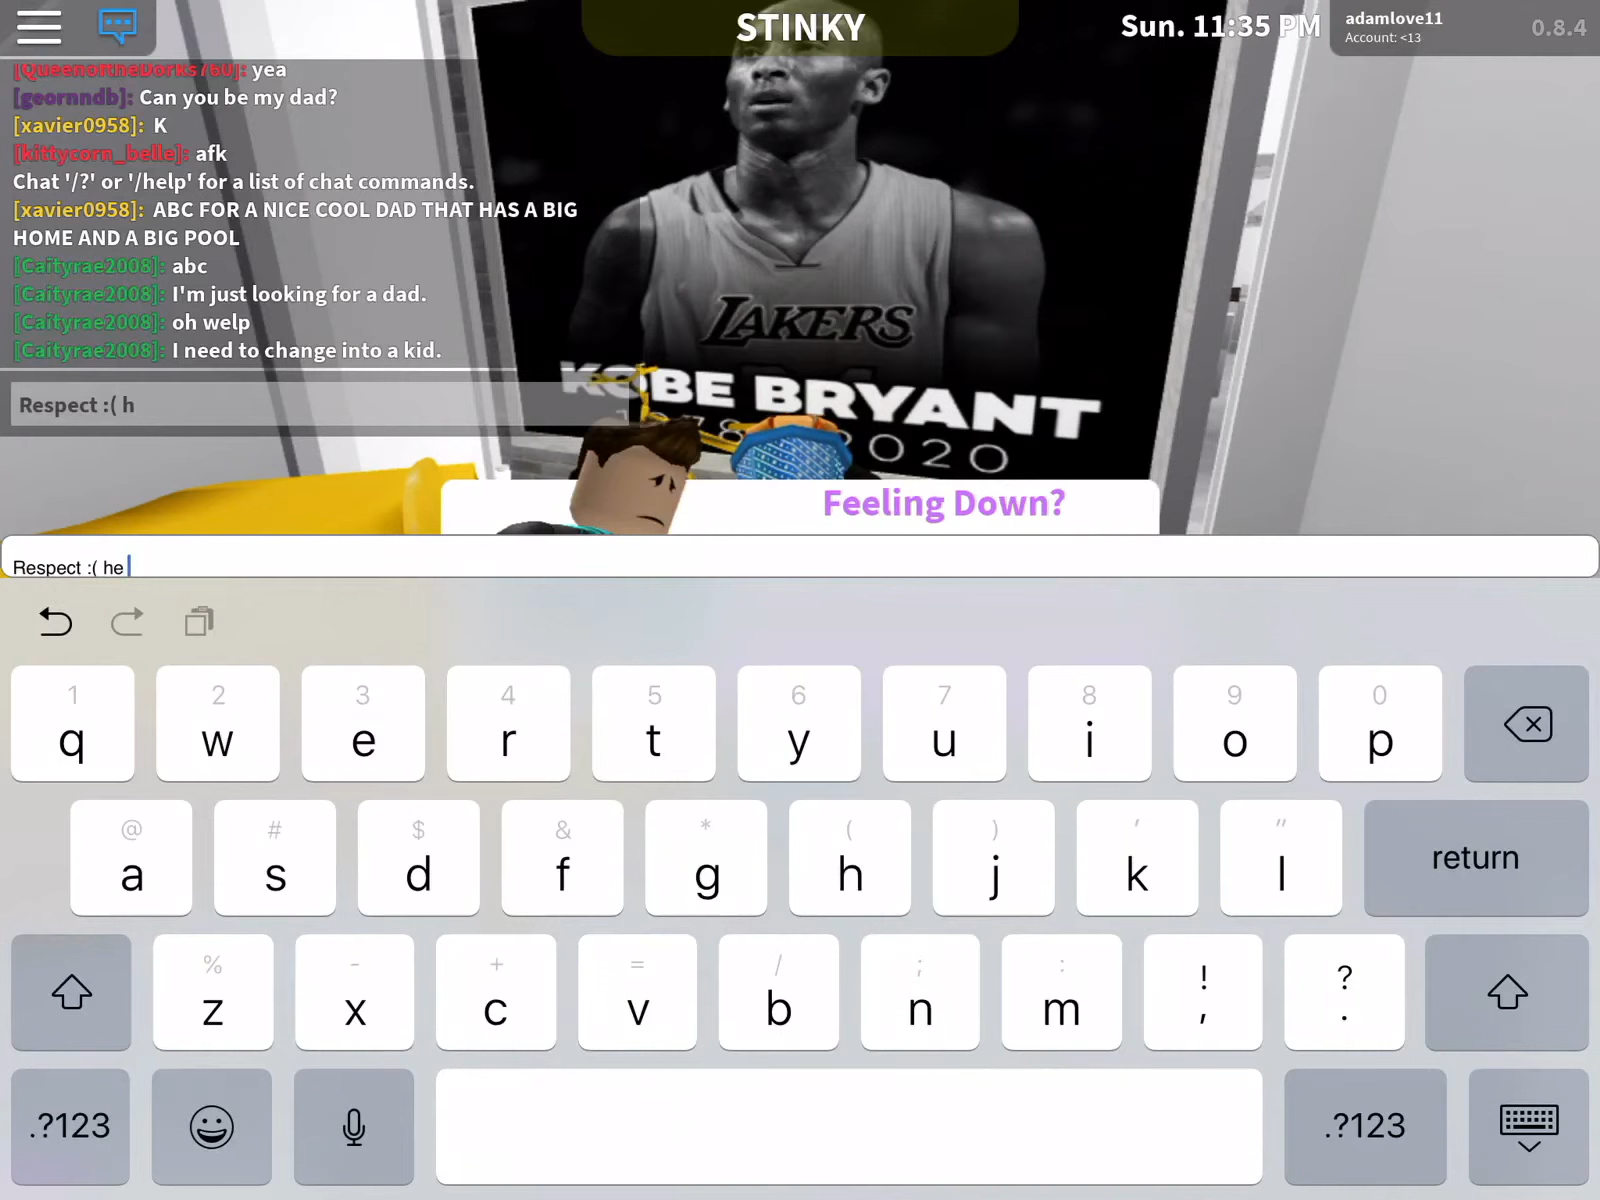 STINKY
Sun. 11:35 PM
adamlove11
Account: <13
0.8.4
[QueenoftheDorks760]: yea
[geornndb]: Can you be my dad?
[xavier0958]: K
[kittycorn_belle]: afk
Chat '/?' or '/help' for a list of chat commands.
[xavier0958]: ABC FOR A NICE COOL DAD THAT HAS A BIG
HOME AND A BIG POOL
[Caityrae2008]: abc
[Caityrae2008]: I'm just looking for a dad.
[Caityrae2008]: oh welp
[Caityrae2008]: I need to change into a kid.
Respect :( h
LAKERS
KOBE BRYANT
2020
Feeling Down?
Respect :( he
1 2 3 4 5 6 7 8 9 0
q w e r t y u i o p
@ # $ & * ( ) ' "
a s d f g h j k l return
% - + = / ; : ! ?
z x c v b n m , .
.?123 .?123